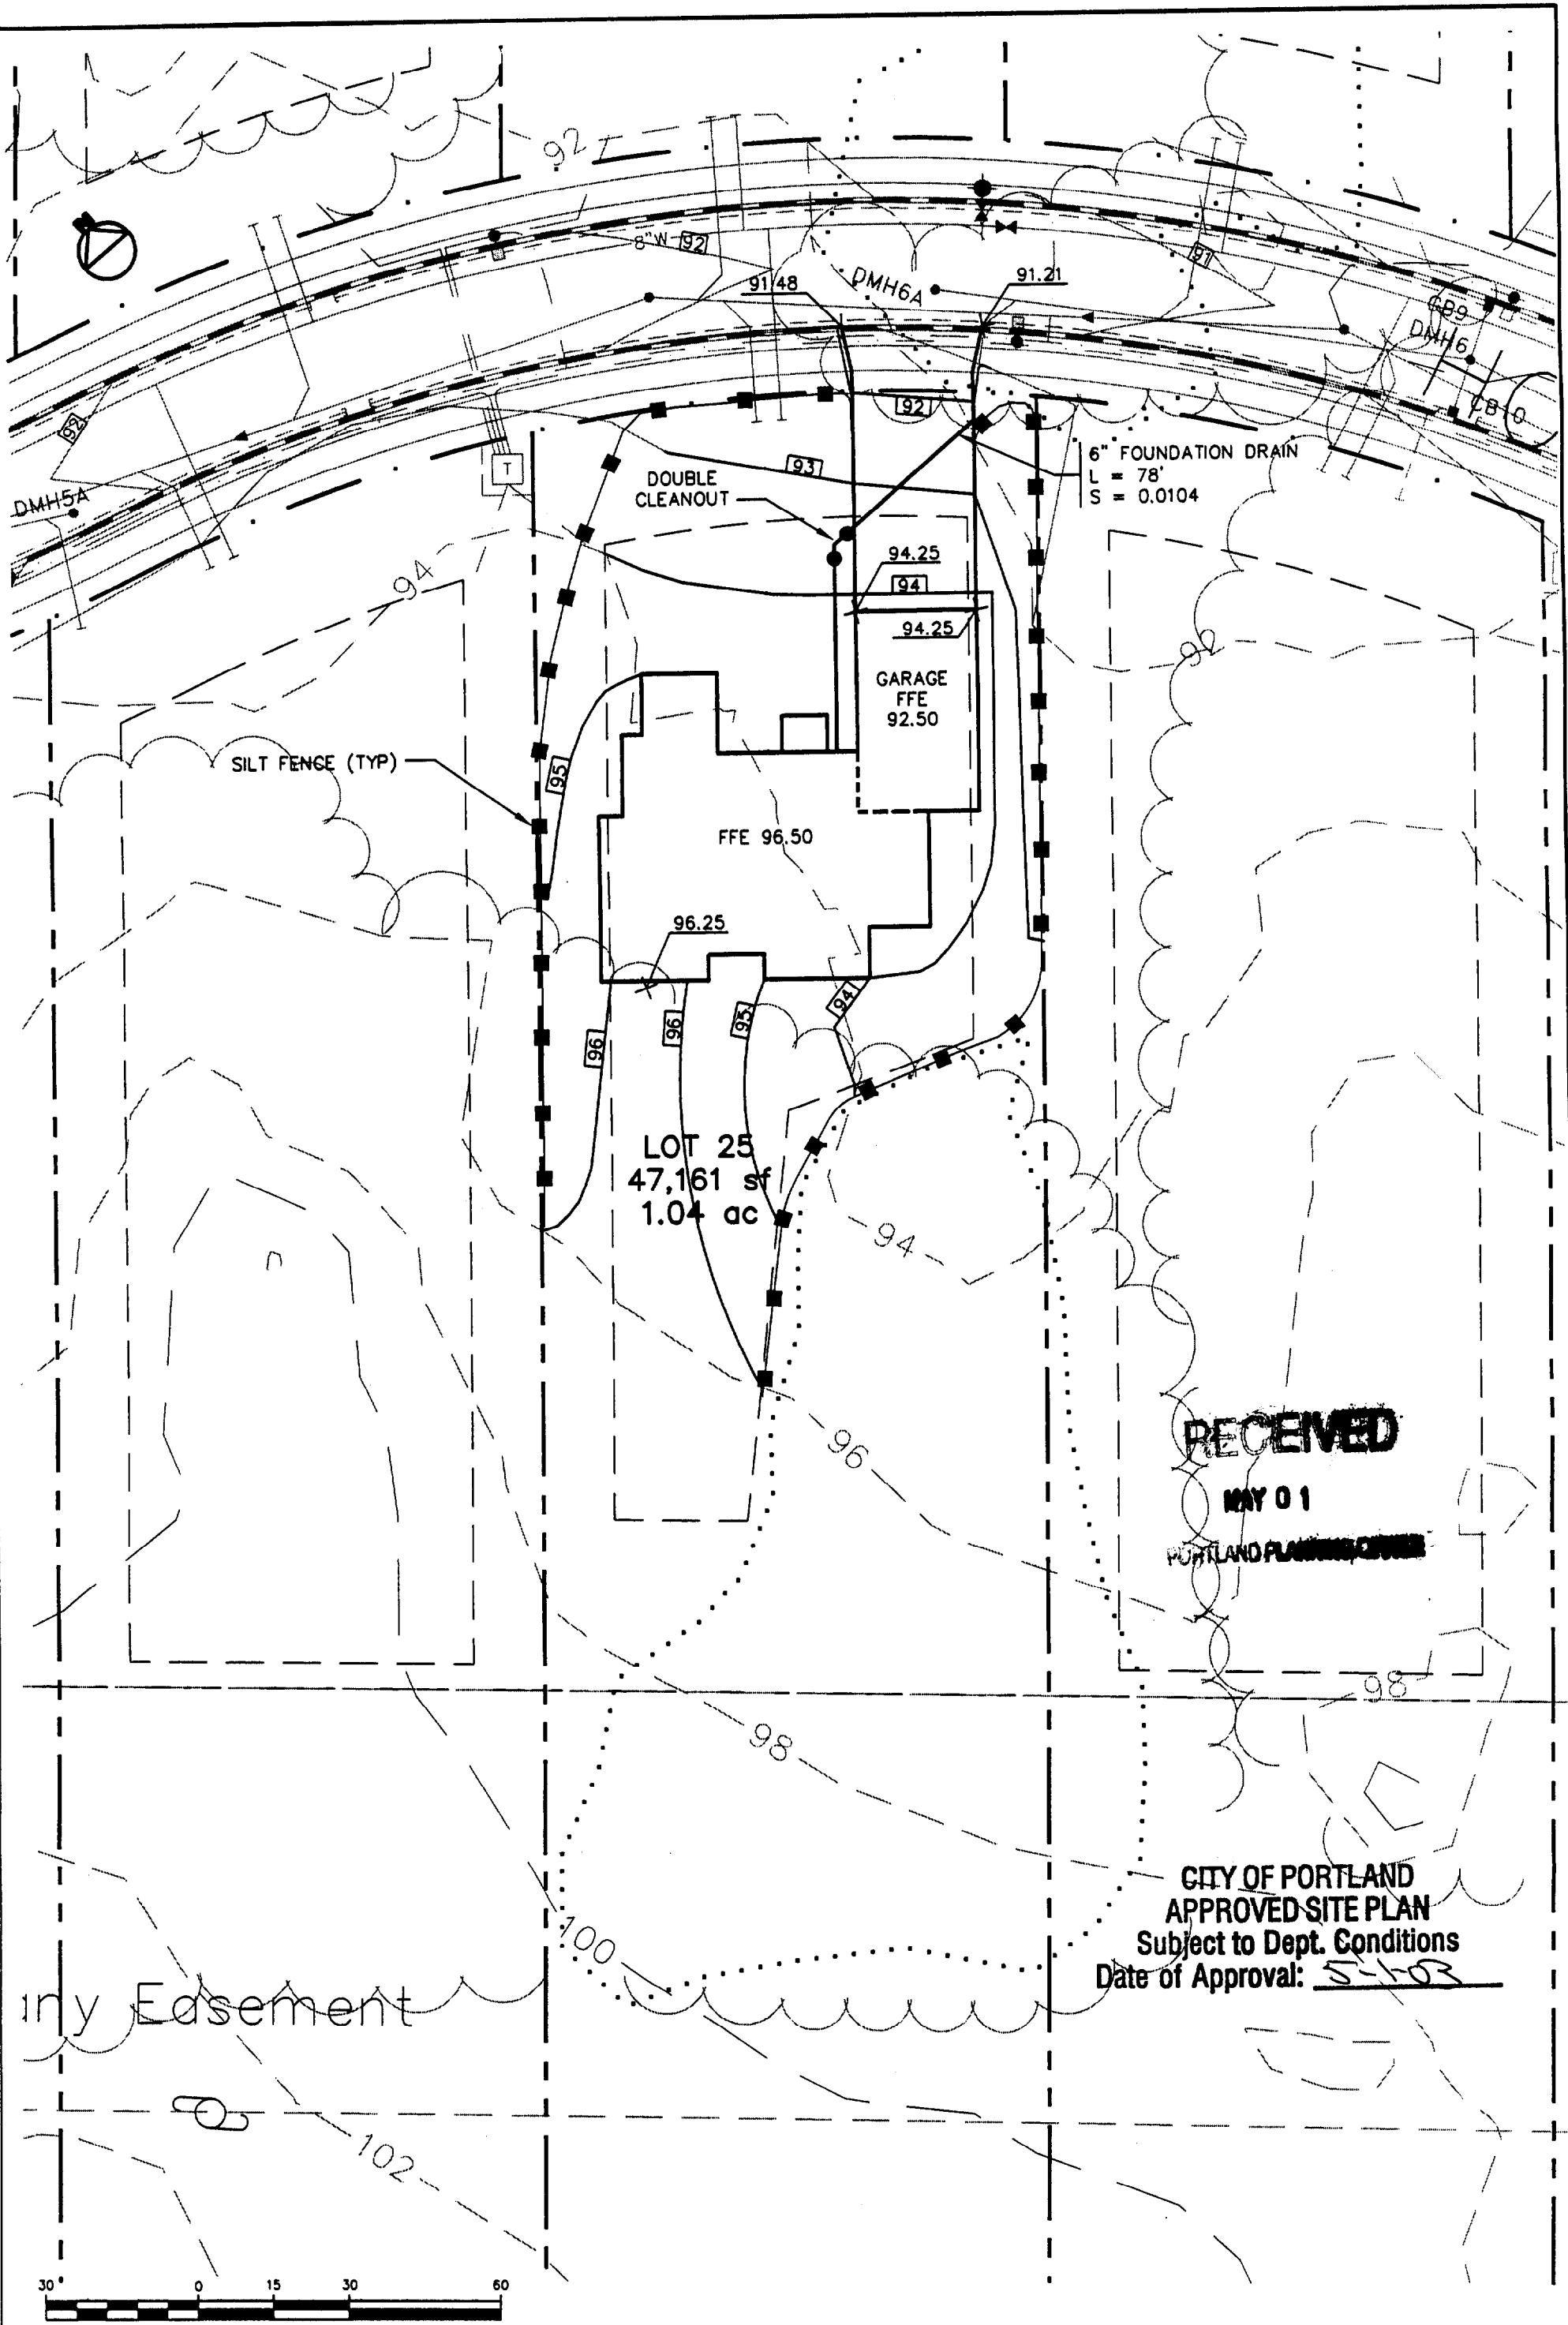 92
8"W 92
91
91.48
DMH6A
91.21
CB9
DMH6
CB10
92
92
T
93
DOUBLE
CLEANOUT
6" FOUNDATION DRAIN
L = 78'
S = 0.0104
DMH5A
94
94.25
94
94.25
92
GARAGE
FFE
92.50
SILT FENCE (TYP)
95
FFE 96.50
96.25
96
96
95
94
LOT 25
47,161 sf
1.04 ac
94
96
RECEIVED
MAY 01
PORTLAND PLANNING
98
98
CITY OF PORTLAND
APPROVED SITE PLAN
Subject to Dept. Conditions
Date of Approval: 5-1-03
100
Easement
102
30 0 15 30 60